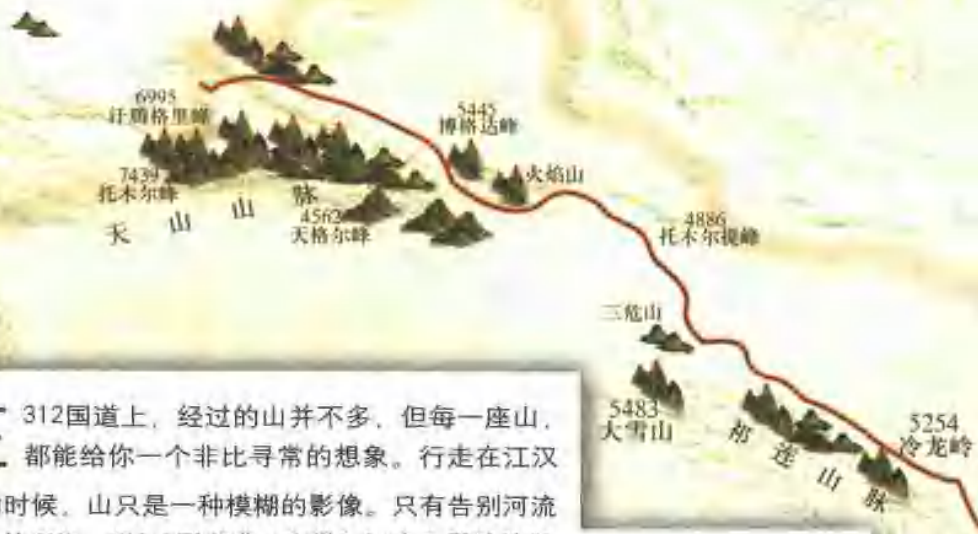 6995
汗腾格里峰
7439
托木尔峰
天山山脉
4562
天格尔峰
5445
博格达峰
火焰山
4886
托木尔提峰
三危山
5483
大雪山
祁连山脉
5254
冷龙岭
312国道上，经过的山并不多，但每一座山，
都能给你一个非比寻常的想象。行走在江汉
时候，山只是一种模糊的影像。只有告别河流